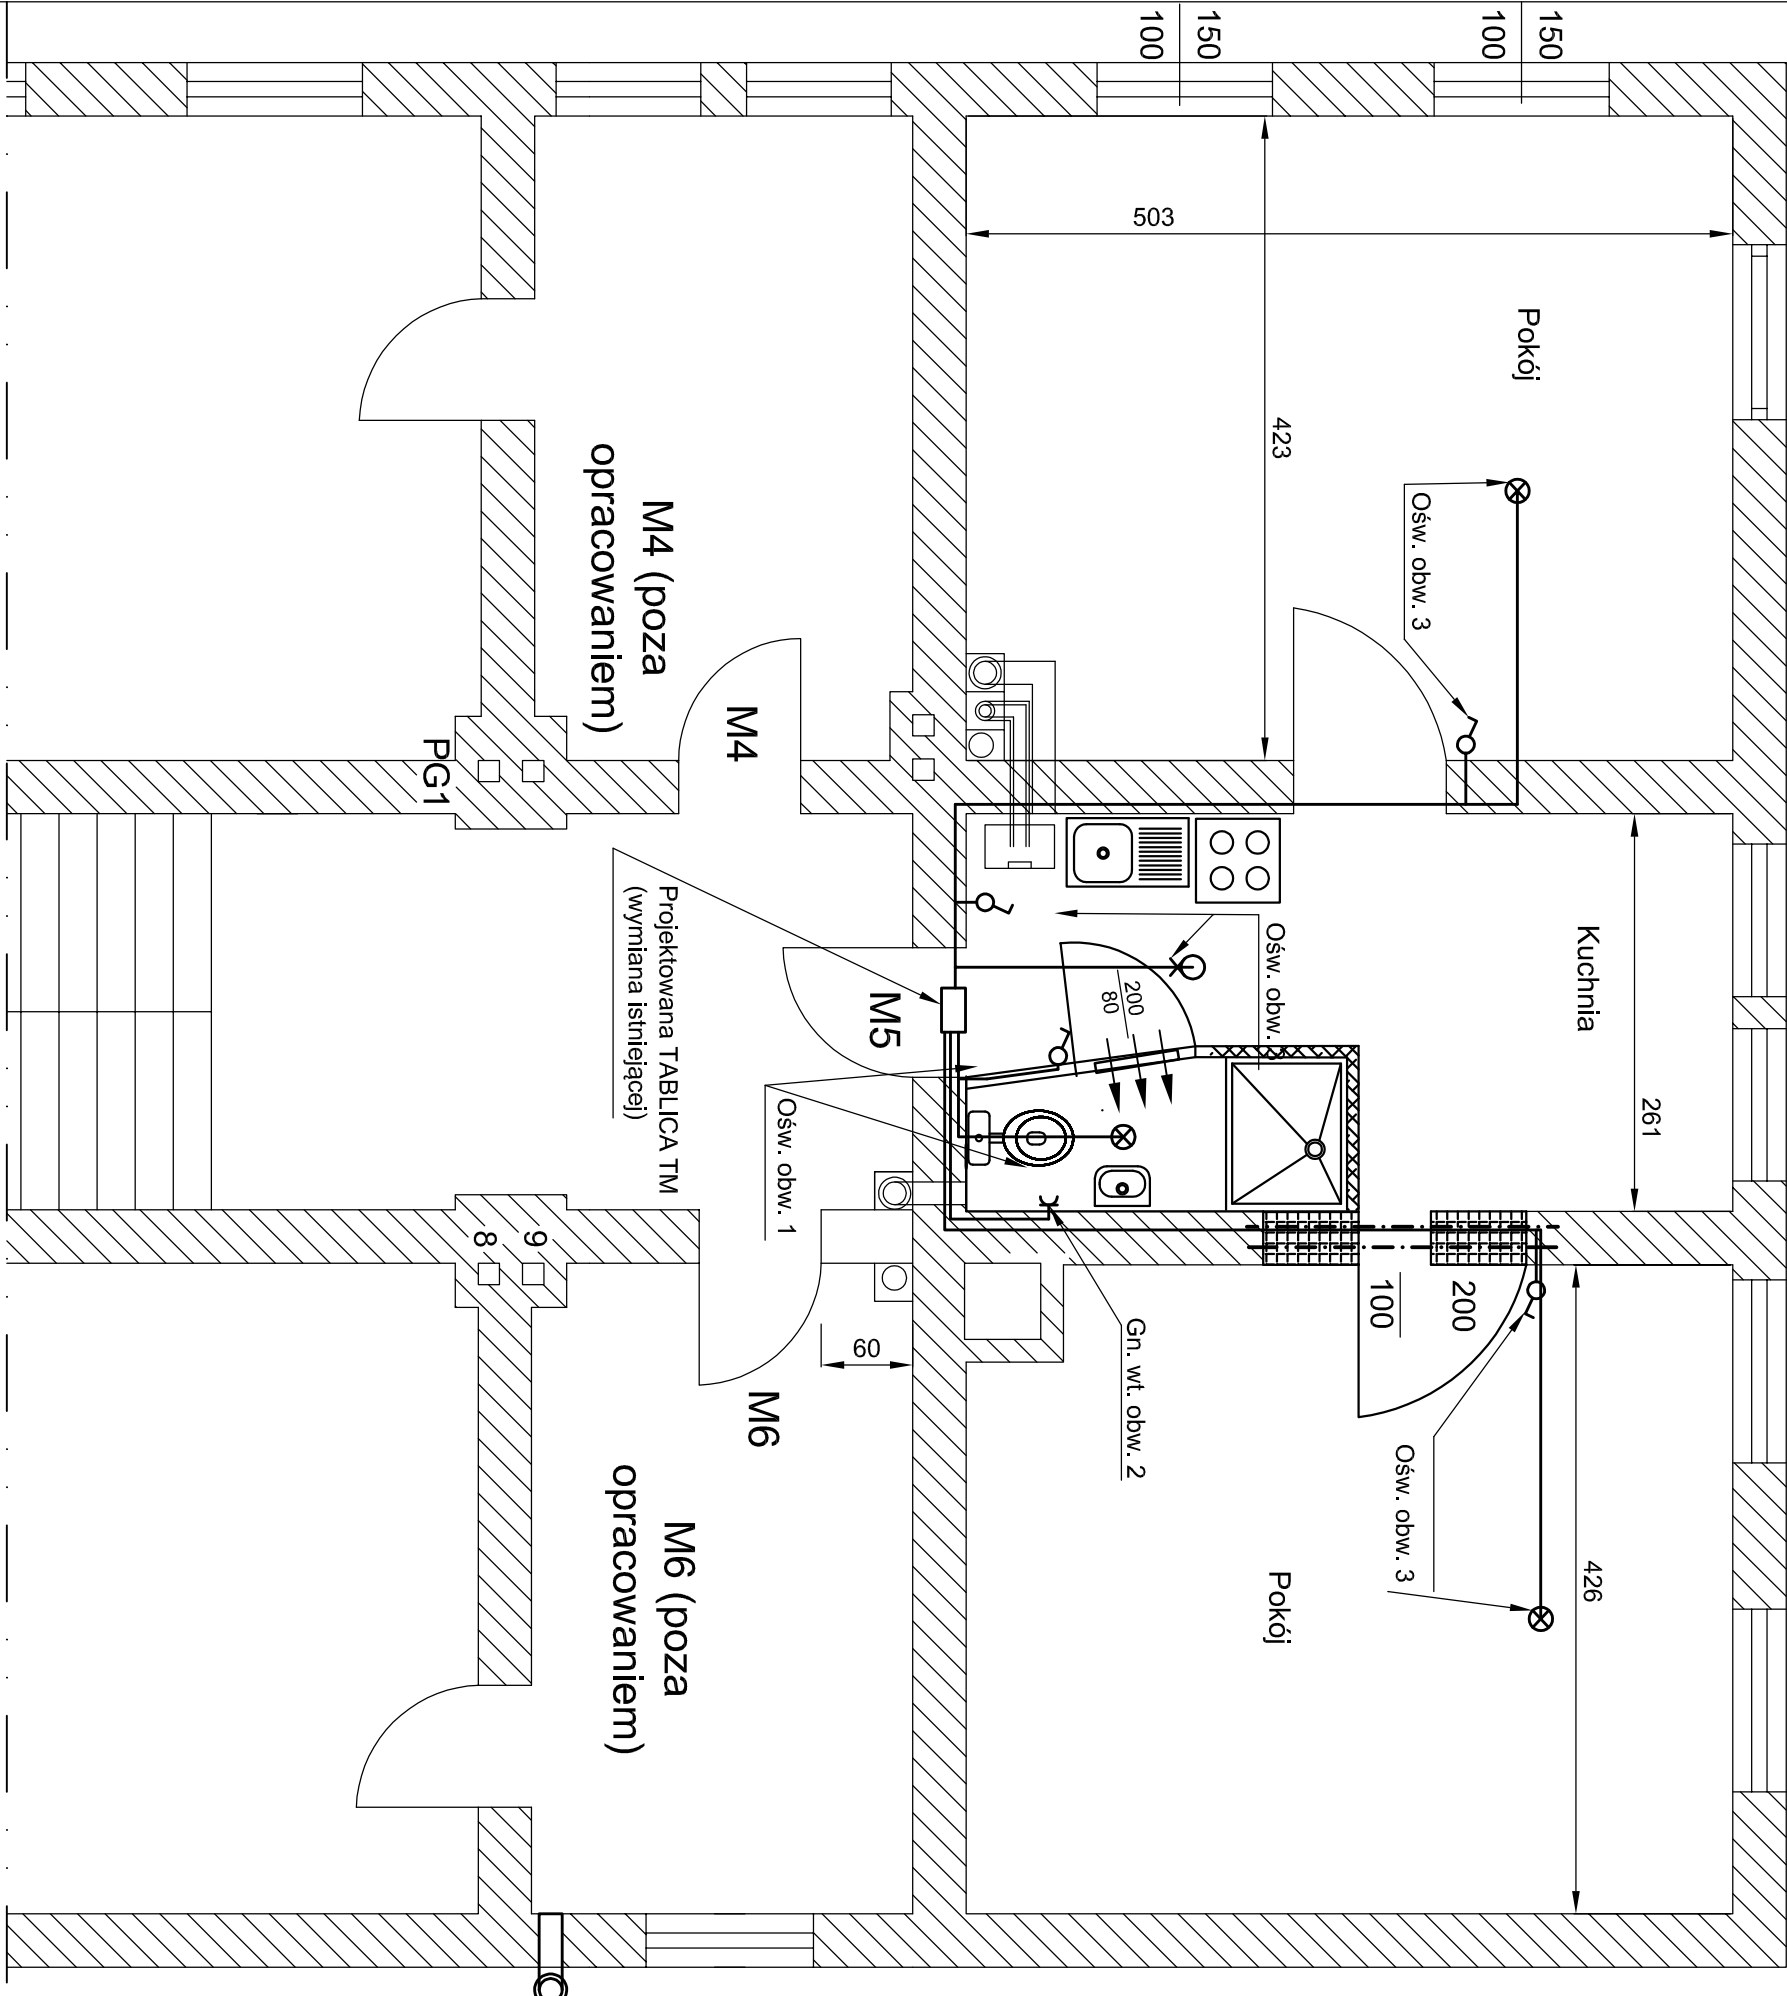 150
100
150
100
503
Pokój
423
Ośw. obw. 3
M4 (poza
opracowaniem)
M4
PG1
Projektowana TABLICA TM
(wymiana istniejącej)
M5
200
80
Ośw. obw.
Kuchnia
261
Ośw. obw. 1
9
8
60
M6
M6 (poza
opracowaniem)
Gn. wt. obw. 2
200
100
Ośw. obw. 3
426
Pokój